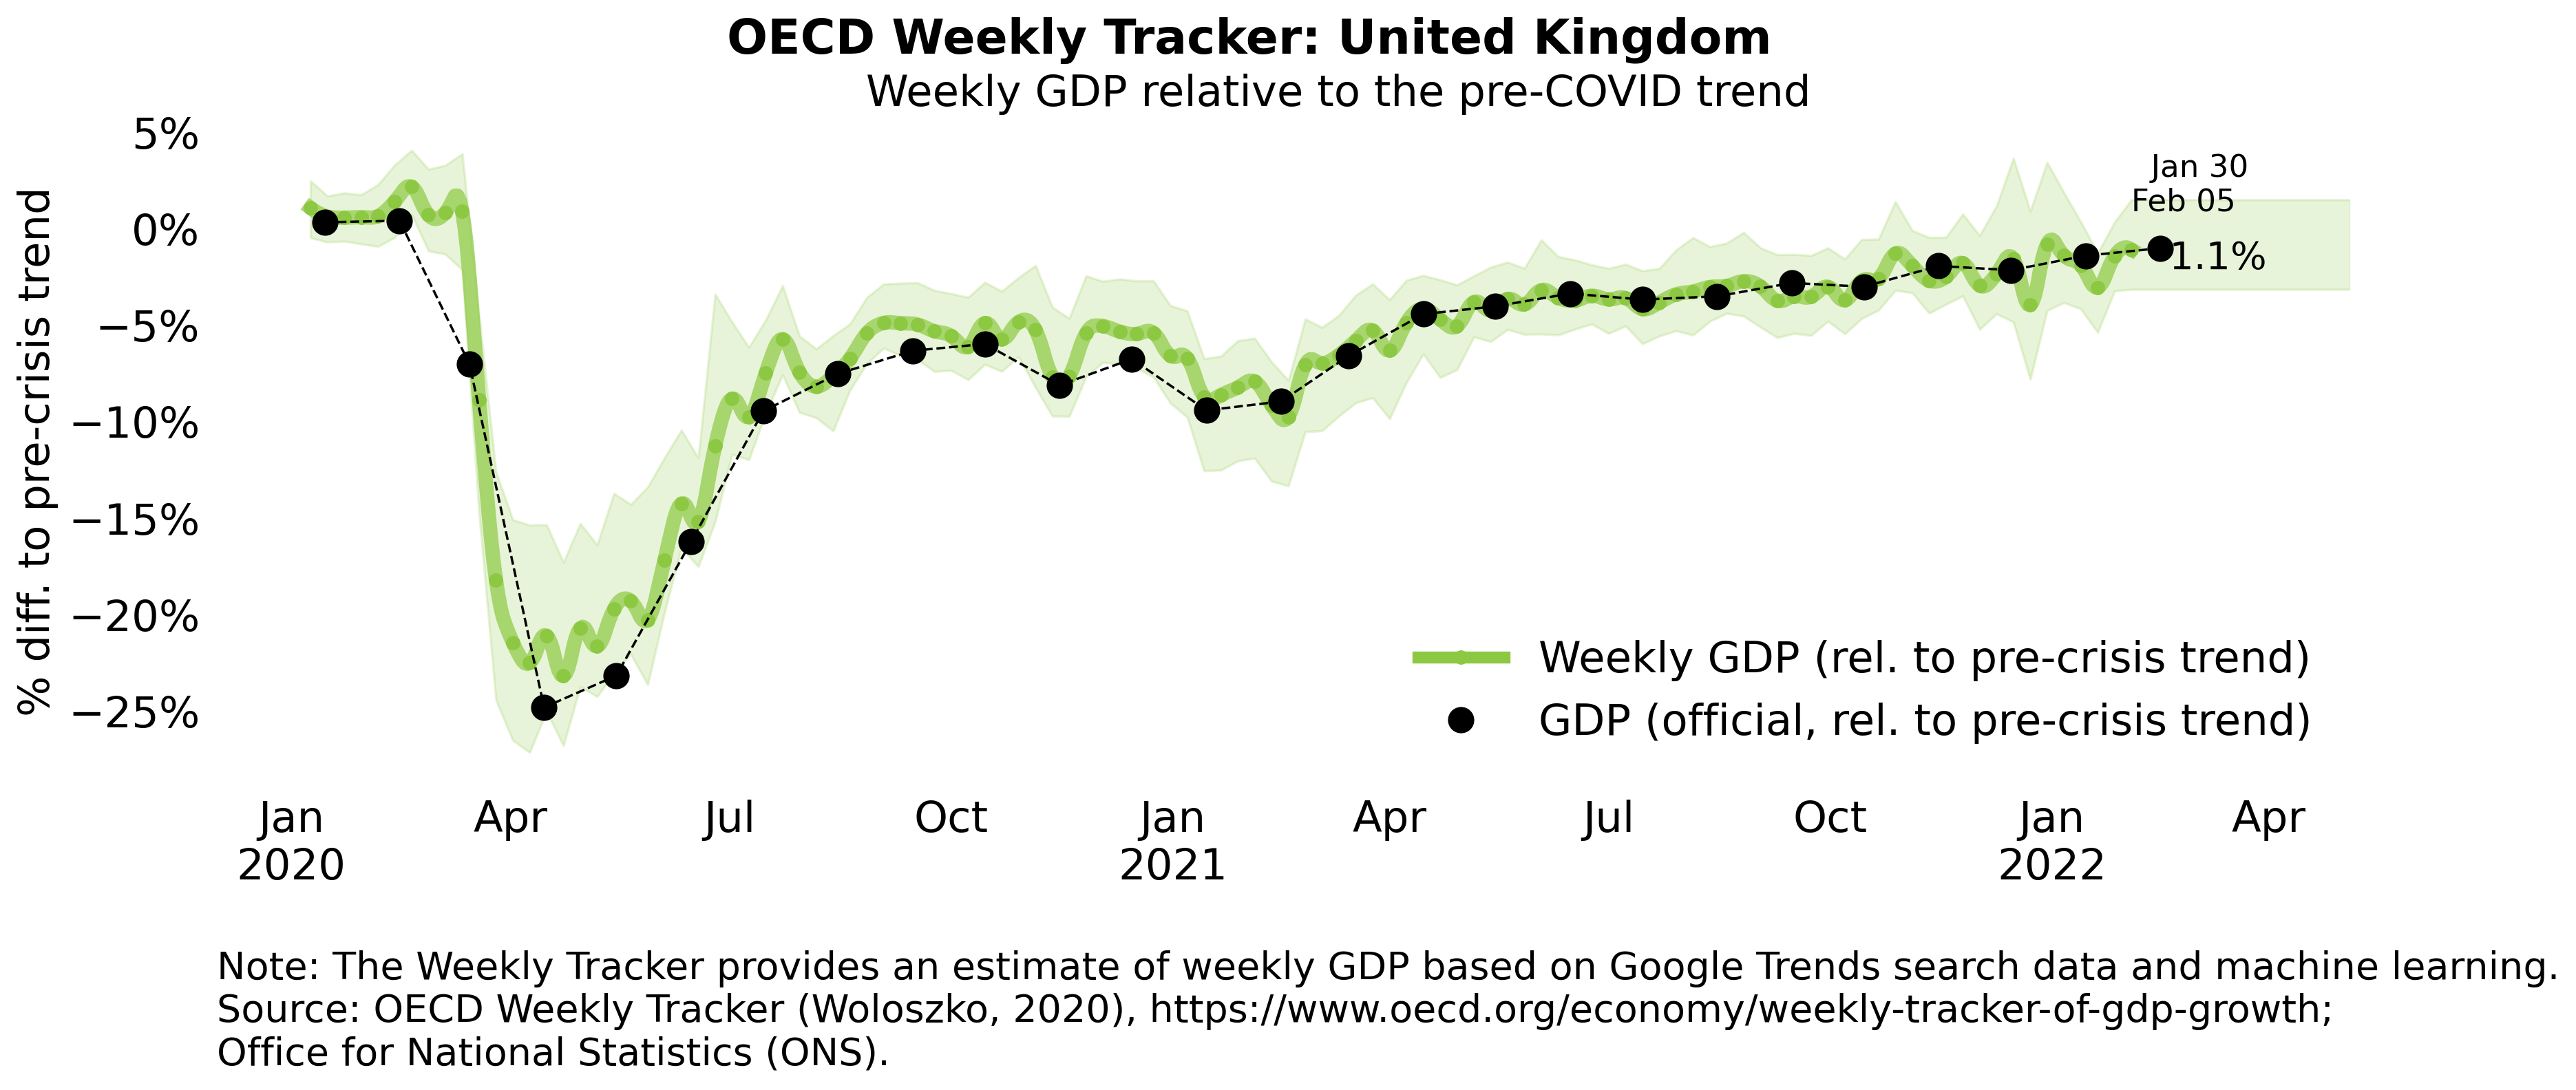 OECD Weekly Tracker: United Kingdom
Weekly GDP relative to the pre-COVID trend
% diff. to pre-crisis trend
5%
0%
−5%
−10%
−15%
−20%
−25%
Jan 30
Feb 05
1.1%
Weekly GDP (rel. to pre-crisis trend)
GDP (official, rel. to pre-crisis trend)
Jan
2020
Apr
Jul
Oct
Jan
2021
Apr
Jul
Oct
Jan
2022
Apr
Note: The Weekly Tracker provides an estimate of weekly GDP based on Google Trends search data and machine learning.
Source: OECD Weekly Tracker (Woloszko, 2020), https://www.oecd.org/economy/weekly-tracker-of-gdp-growth;
Office for National Statistics (ONS).